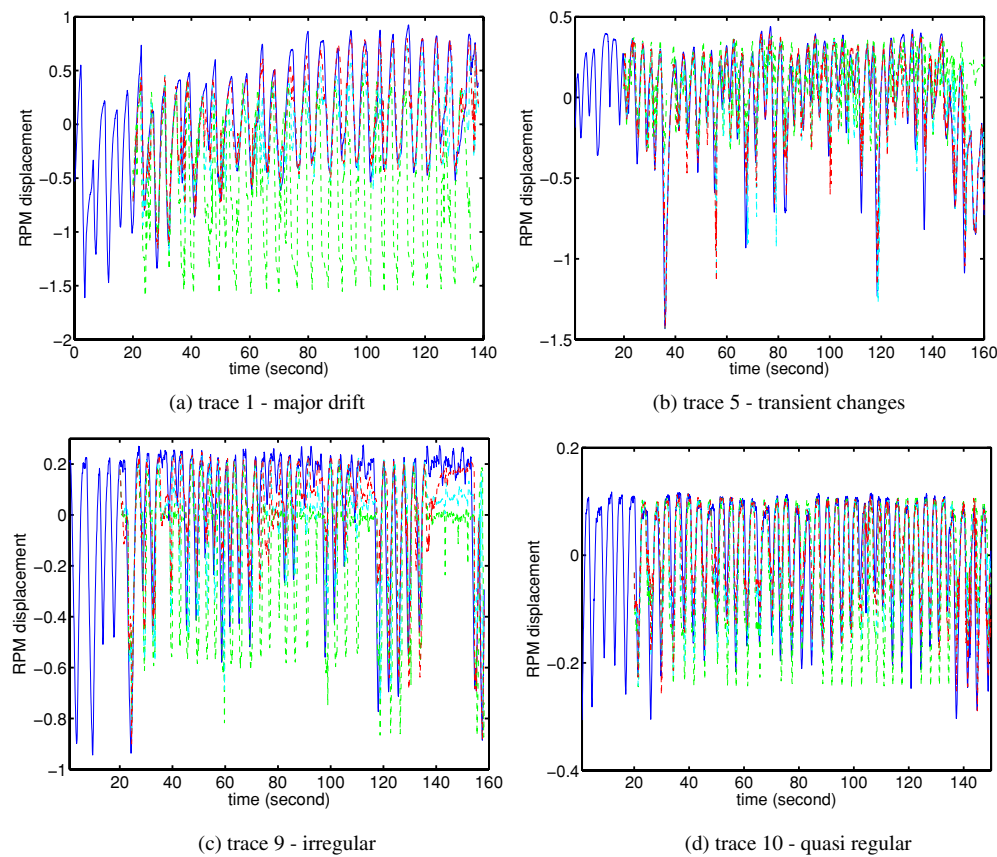 1
0.5
0
−0.5
−1
−1.5
−2
RPM displacement
0 20 40 60 80 100 120 140
time (second)
(a) trace 1 - major drift
0.5
0
−0.5
−1
−1.5
RPM displacement
20 40 60 80 100 120 140 160
time (second)
(b) trace 5 - transient changes
0.2
0
−0.2
−0.4
−0.6
−0.8
−1
RPM displacement
20 40 60 80 100 120 140 160
time (second)
(c) trace 9 - irregular
0.2
0
−0.2
−0.4
RPM displacement
20 40 60 80 100 120 140
time (second)
(d) trace 10 - quasi regular